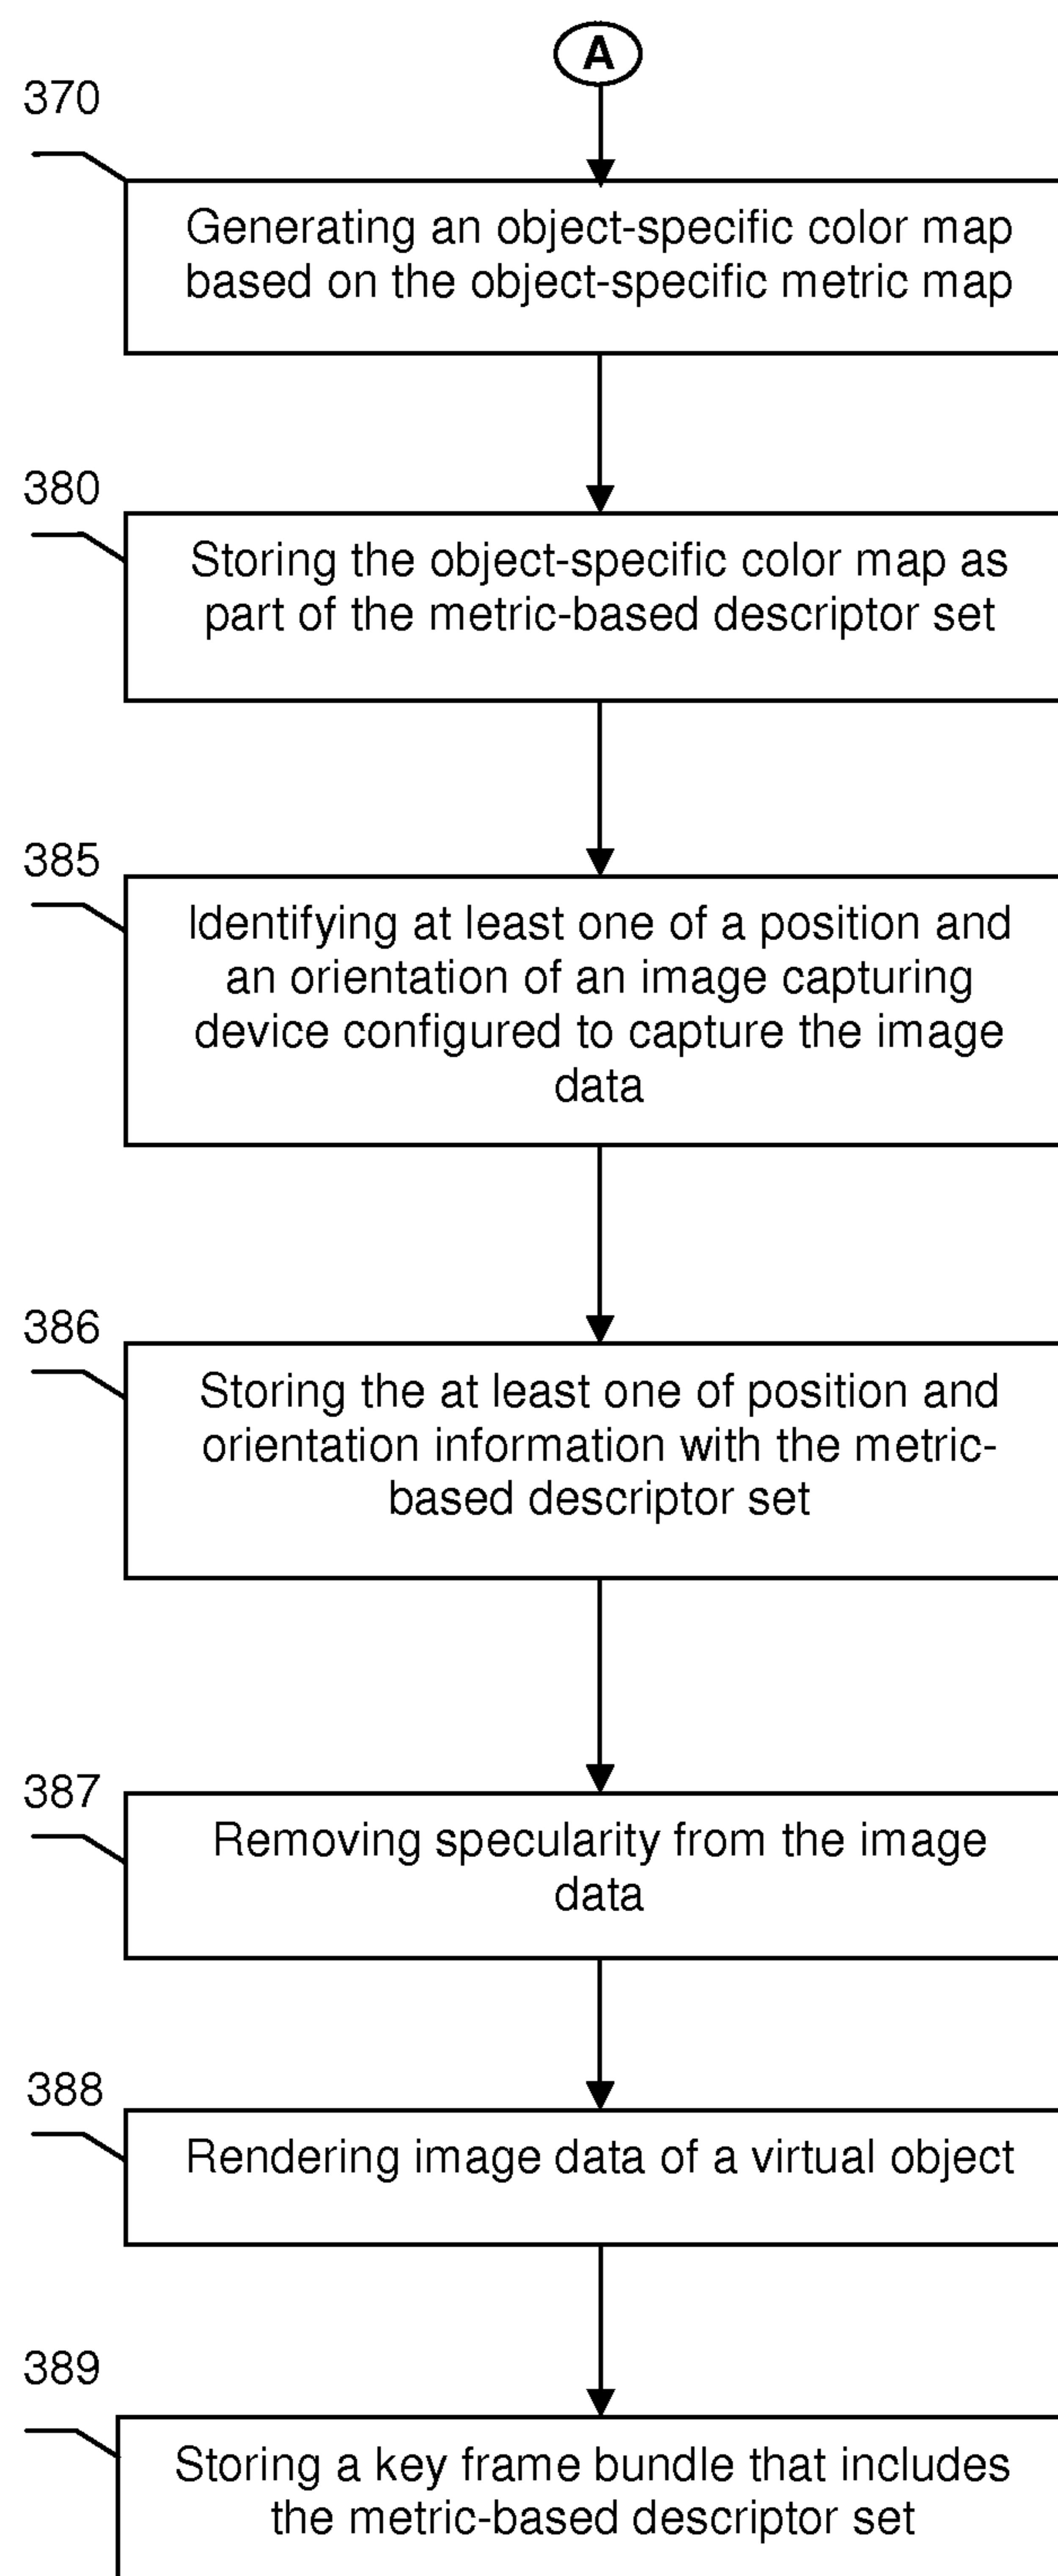 A
370
Generating an object-specific color map
based on the object-specific metric map
380
Storing the object-specific color map as
part of the metric-based descriptor set
385
Identifying at least one of a position and
an orientation of an image capturing
device configured to capture the image
data
386
Storing the at least one of position and
orientation information with the metric-
based descriptor set
387
Removing specularity from the image
data
388
Rendering image data of a virtual object
389
Storing a key frame bundle that includes
the metric-based descriptor set